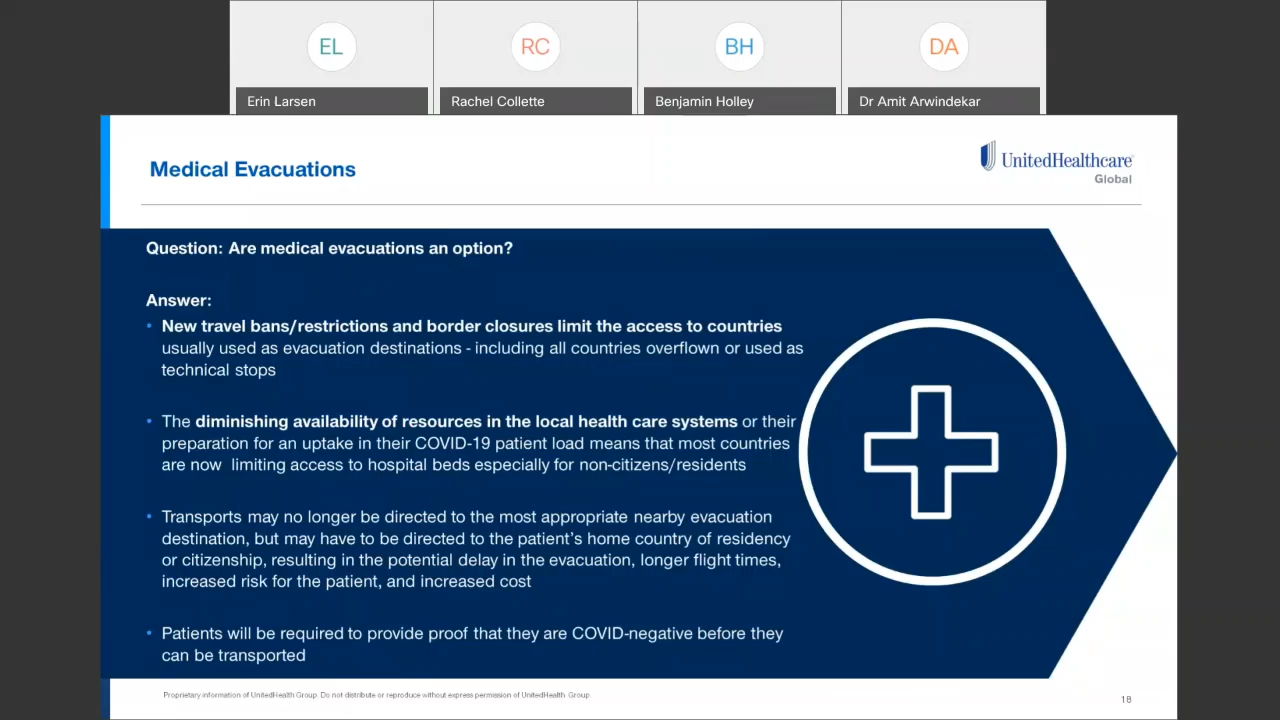 EL
RC
BH
DA
Erin Larsen
Rachel Collette
Benjamin Holley
Dr Amit Arwindekar
Medical Evacuations
UnitedHealthcare
Global
Question: Are medical evacuations an option?
Answer:
• New travel bans/restrictions and border closures limit the access to countries
usually used as evacuation destinations - including all countries overflown or used as
technical stops
• The diminishing availability of resources in the local health care systems or their
preparation for an uptake in their COVID-19 patient load means that most countries
are now limiting access to hospital beds especially for non-citizens/residents
• Transports may no longer be directed to the most appropriate nearby evacuation
destination, but may have to be directed to the patient's home country of residency
or citizenship, resulting in the potential delay in the evacuation, longer flight times,
increased risk for the patient, and increased cost
• Patients will be required to provide proof that they are COVID-negative before they
can be transported
Proprietary information of UnitedHealth Group. Do not distribute or reproduce without express permission of UnitedHealth Group.
18